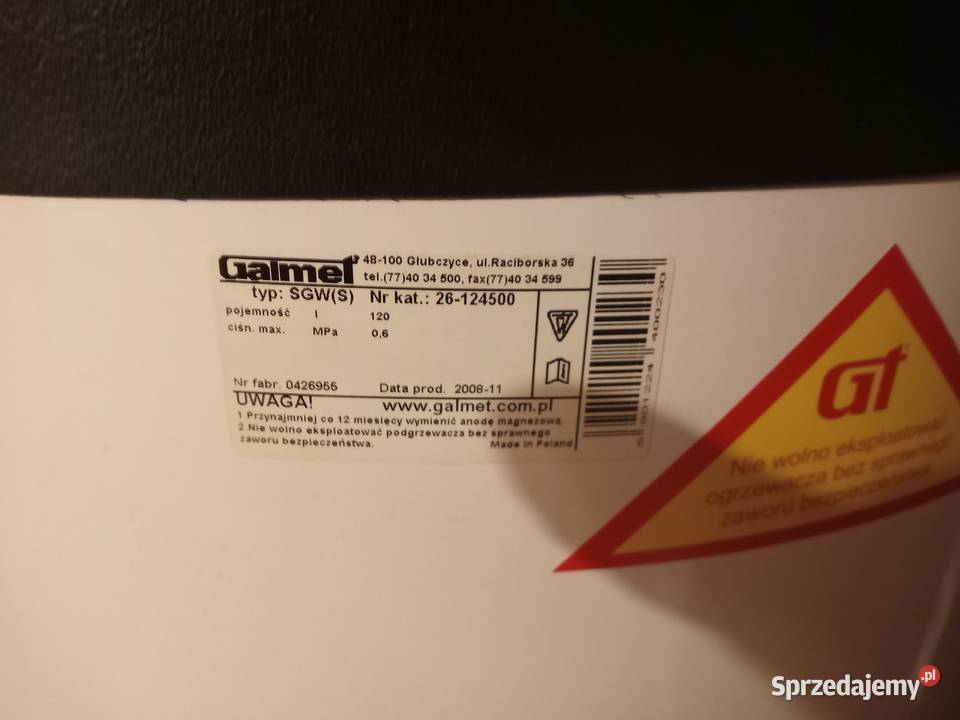 Galmet
48-100 Głubczyce, ul.Raciborska 36
tel.(77)40 34 500, fax(77)40 34 599
typ: SGW(S) Nr kat.: 26-124500
pojemność l 120
ciśn. max. MPa 0,6
Nr fabr. 0426955 Data prod. 2008-11
UWAGA! www.galmet.com.pl
1.Przynajmniej co 12 miesięcy wymienić anodę magnezową.
2.Nie wolno eksploatować podgrzewacza bez sprawnego
zaworu bezpieczeństwa. Made in Poland
5 901224 400230
GT
Nie wolno eksploatować
ogrzewacza bez sprawnego
zaworu bezpieczeństwa.
Sprzedajemy.pl